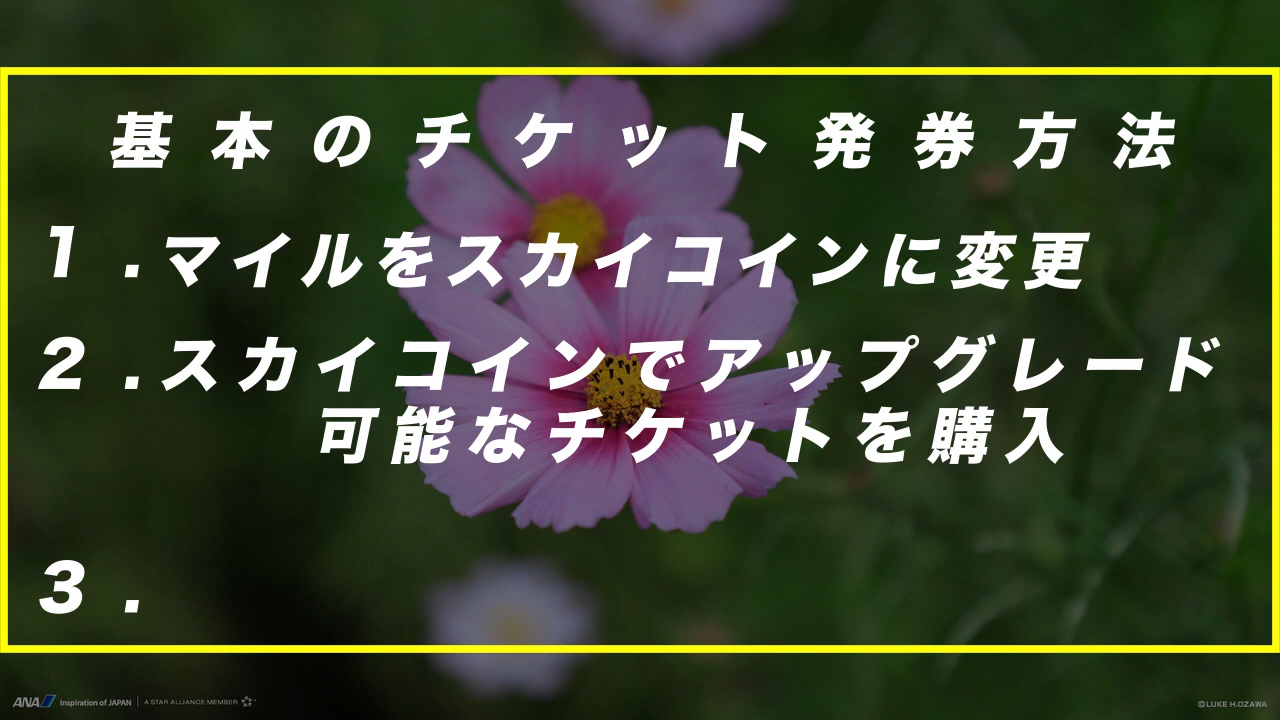 基本のチケット発券方法
１．マイルをスカイコインに変更
２．スカイコインでアップグレード
可能なチケットを購入
３．
ANA Inspiration of JAPAN | A STAR ALLIANCE MEMBER
©LUKE H.OZAWA